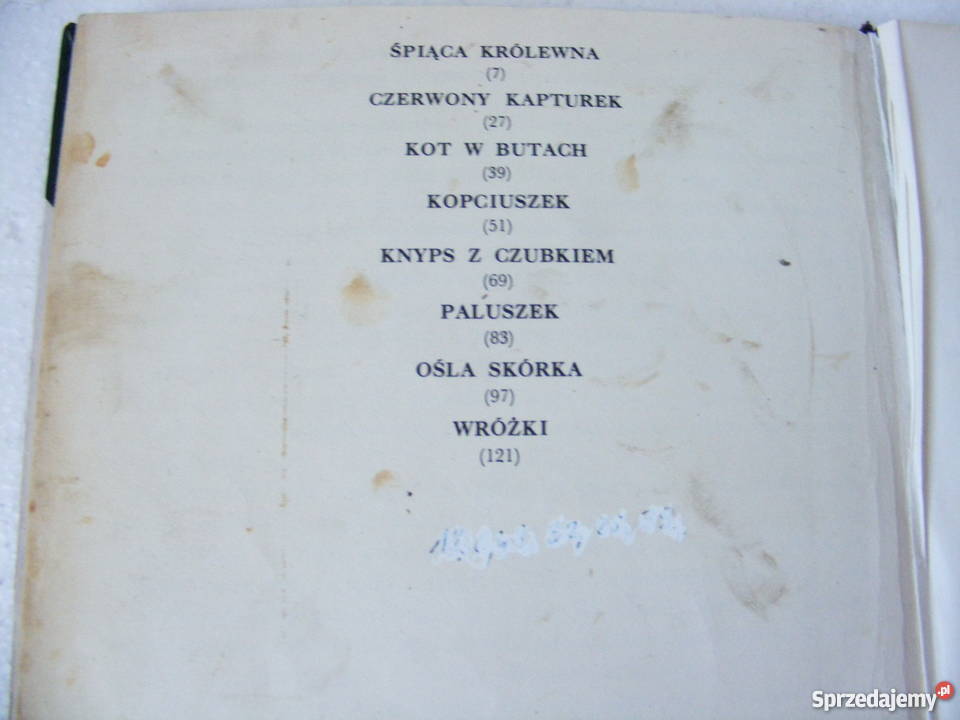 ŚPIĄCA KRÓLEWNA
(7)
CZERWONY KAPTUREK
(27)
KOT W BUTACH
(39)
KOPCIUSZEK
(51)
KNYPS Z CZUBKIEM
(69)
PALUSZEK
(83)
OŚLA SKÓRKA
(97)
WRÓŻKI
(121)
Sprzedajemy.pl